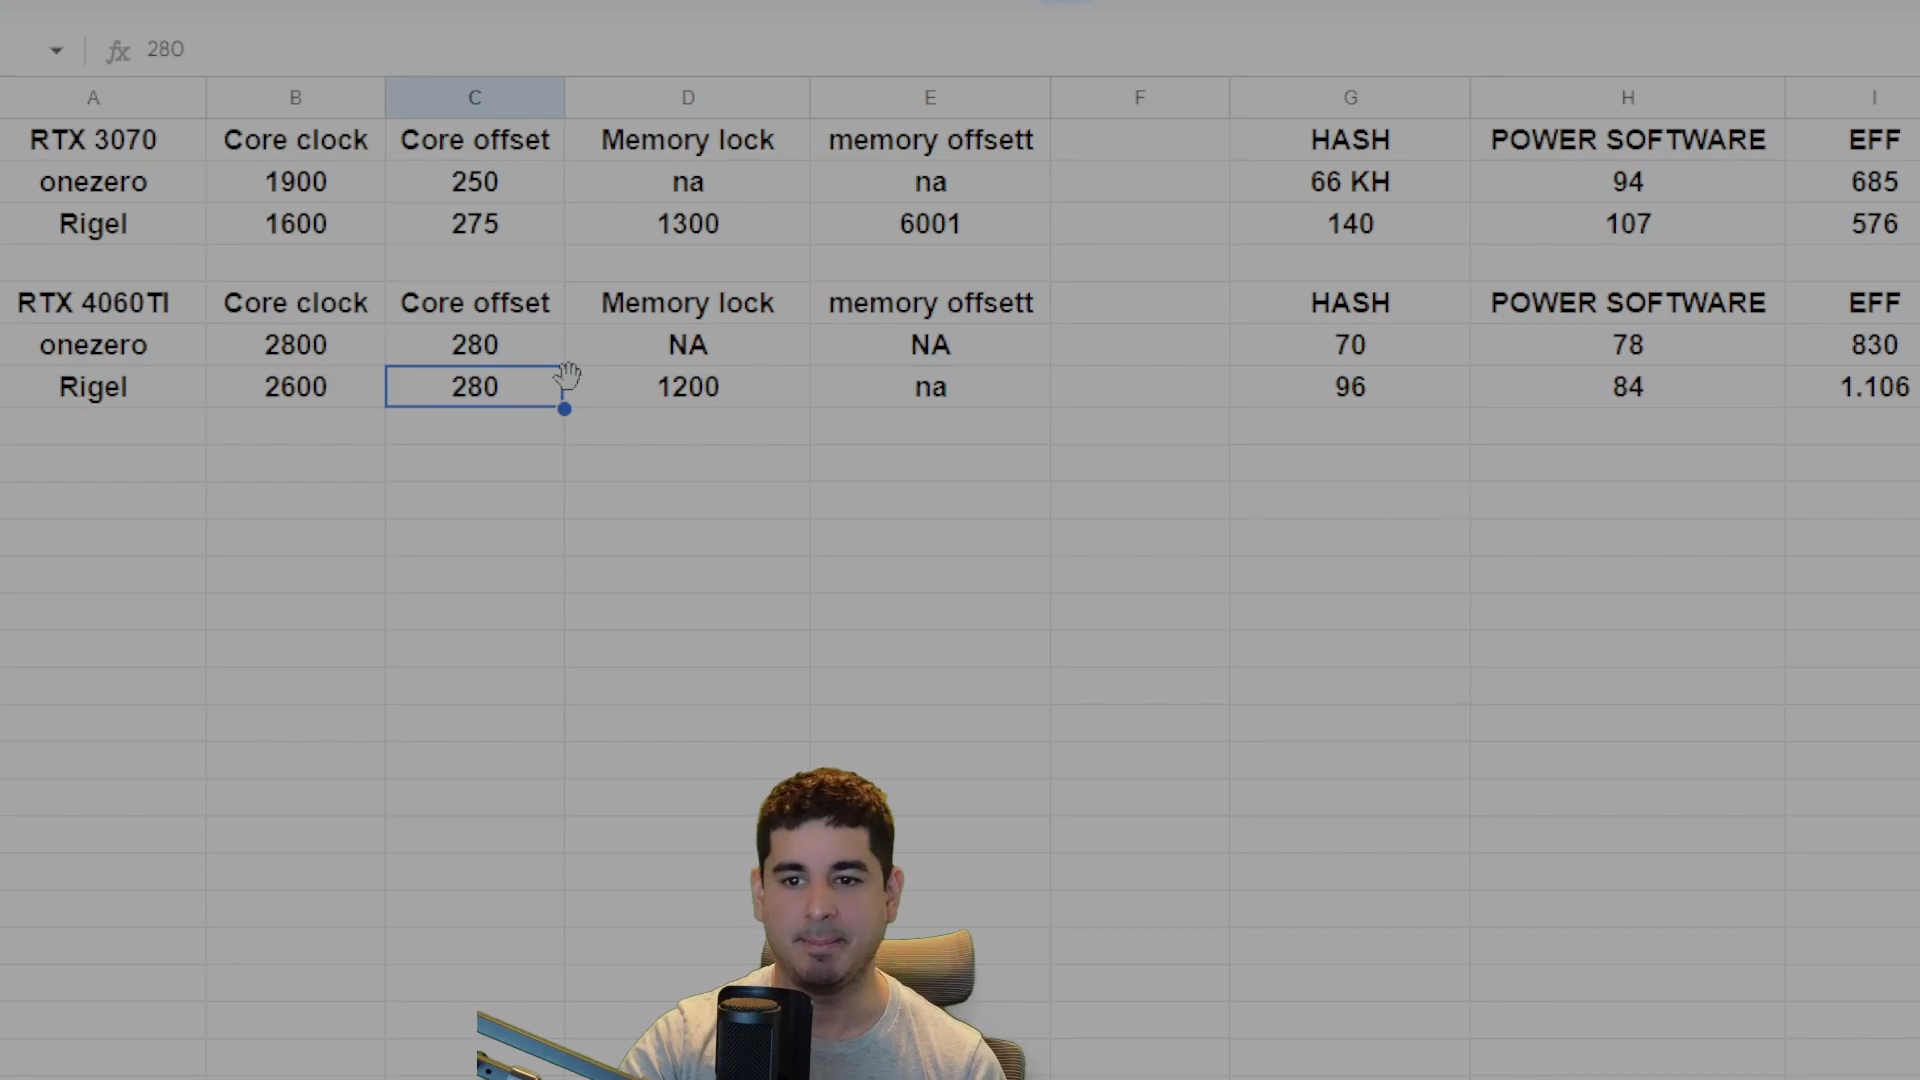 fx 280
A B C D E F G H I
RTX 3070 Core clock Core offset Memory lock memory offsett HASH POWER SOFTWARE EFF
onezero 1900 250 na na 66 KH 94 685
Rigel 1600 275 1300 6001 140 107 576
RTX 4060TI Core clock Core offset Memory lock memory offsett HASH POWER SOFTWARE EFF
onezero 2800 280 NA NA 70 78 830
Rigel 2600 280 1200 na 96 84 1.106